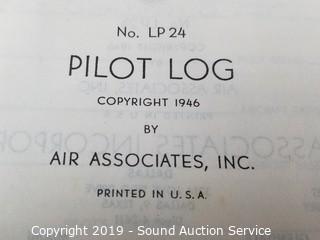 No. LP 24
PILOT LOG
COPYRIGHT 1946
BY
AIR ASSOCIATES, INC.
PRINTED IN U. S. A.
Copyright 2019 - Sound Auction Service